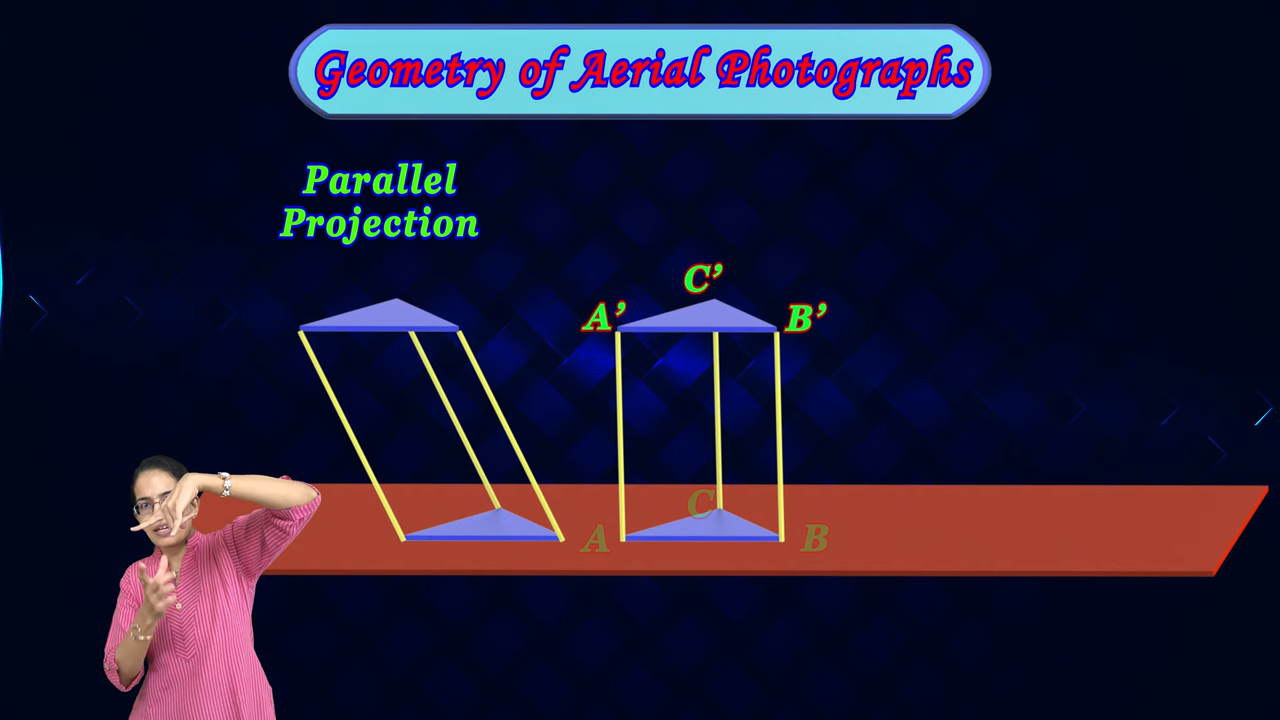 Geometry of Aerial Photographs
Parallel
Projection
C’
A’
B’
C
A
B